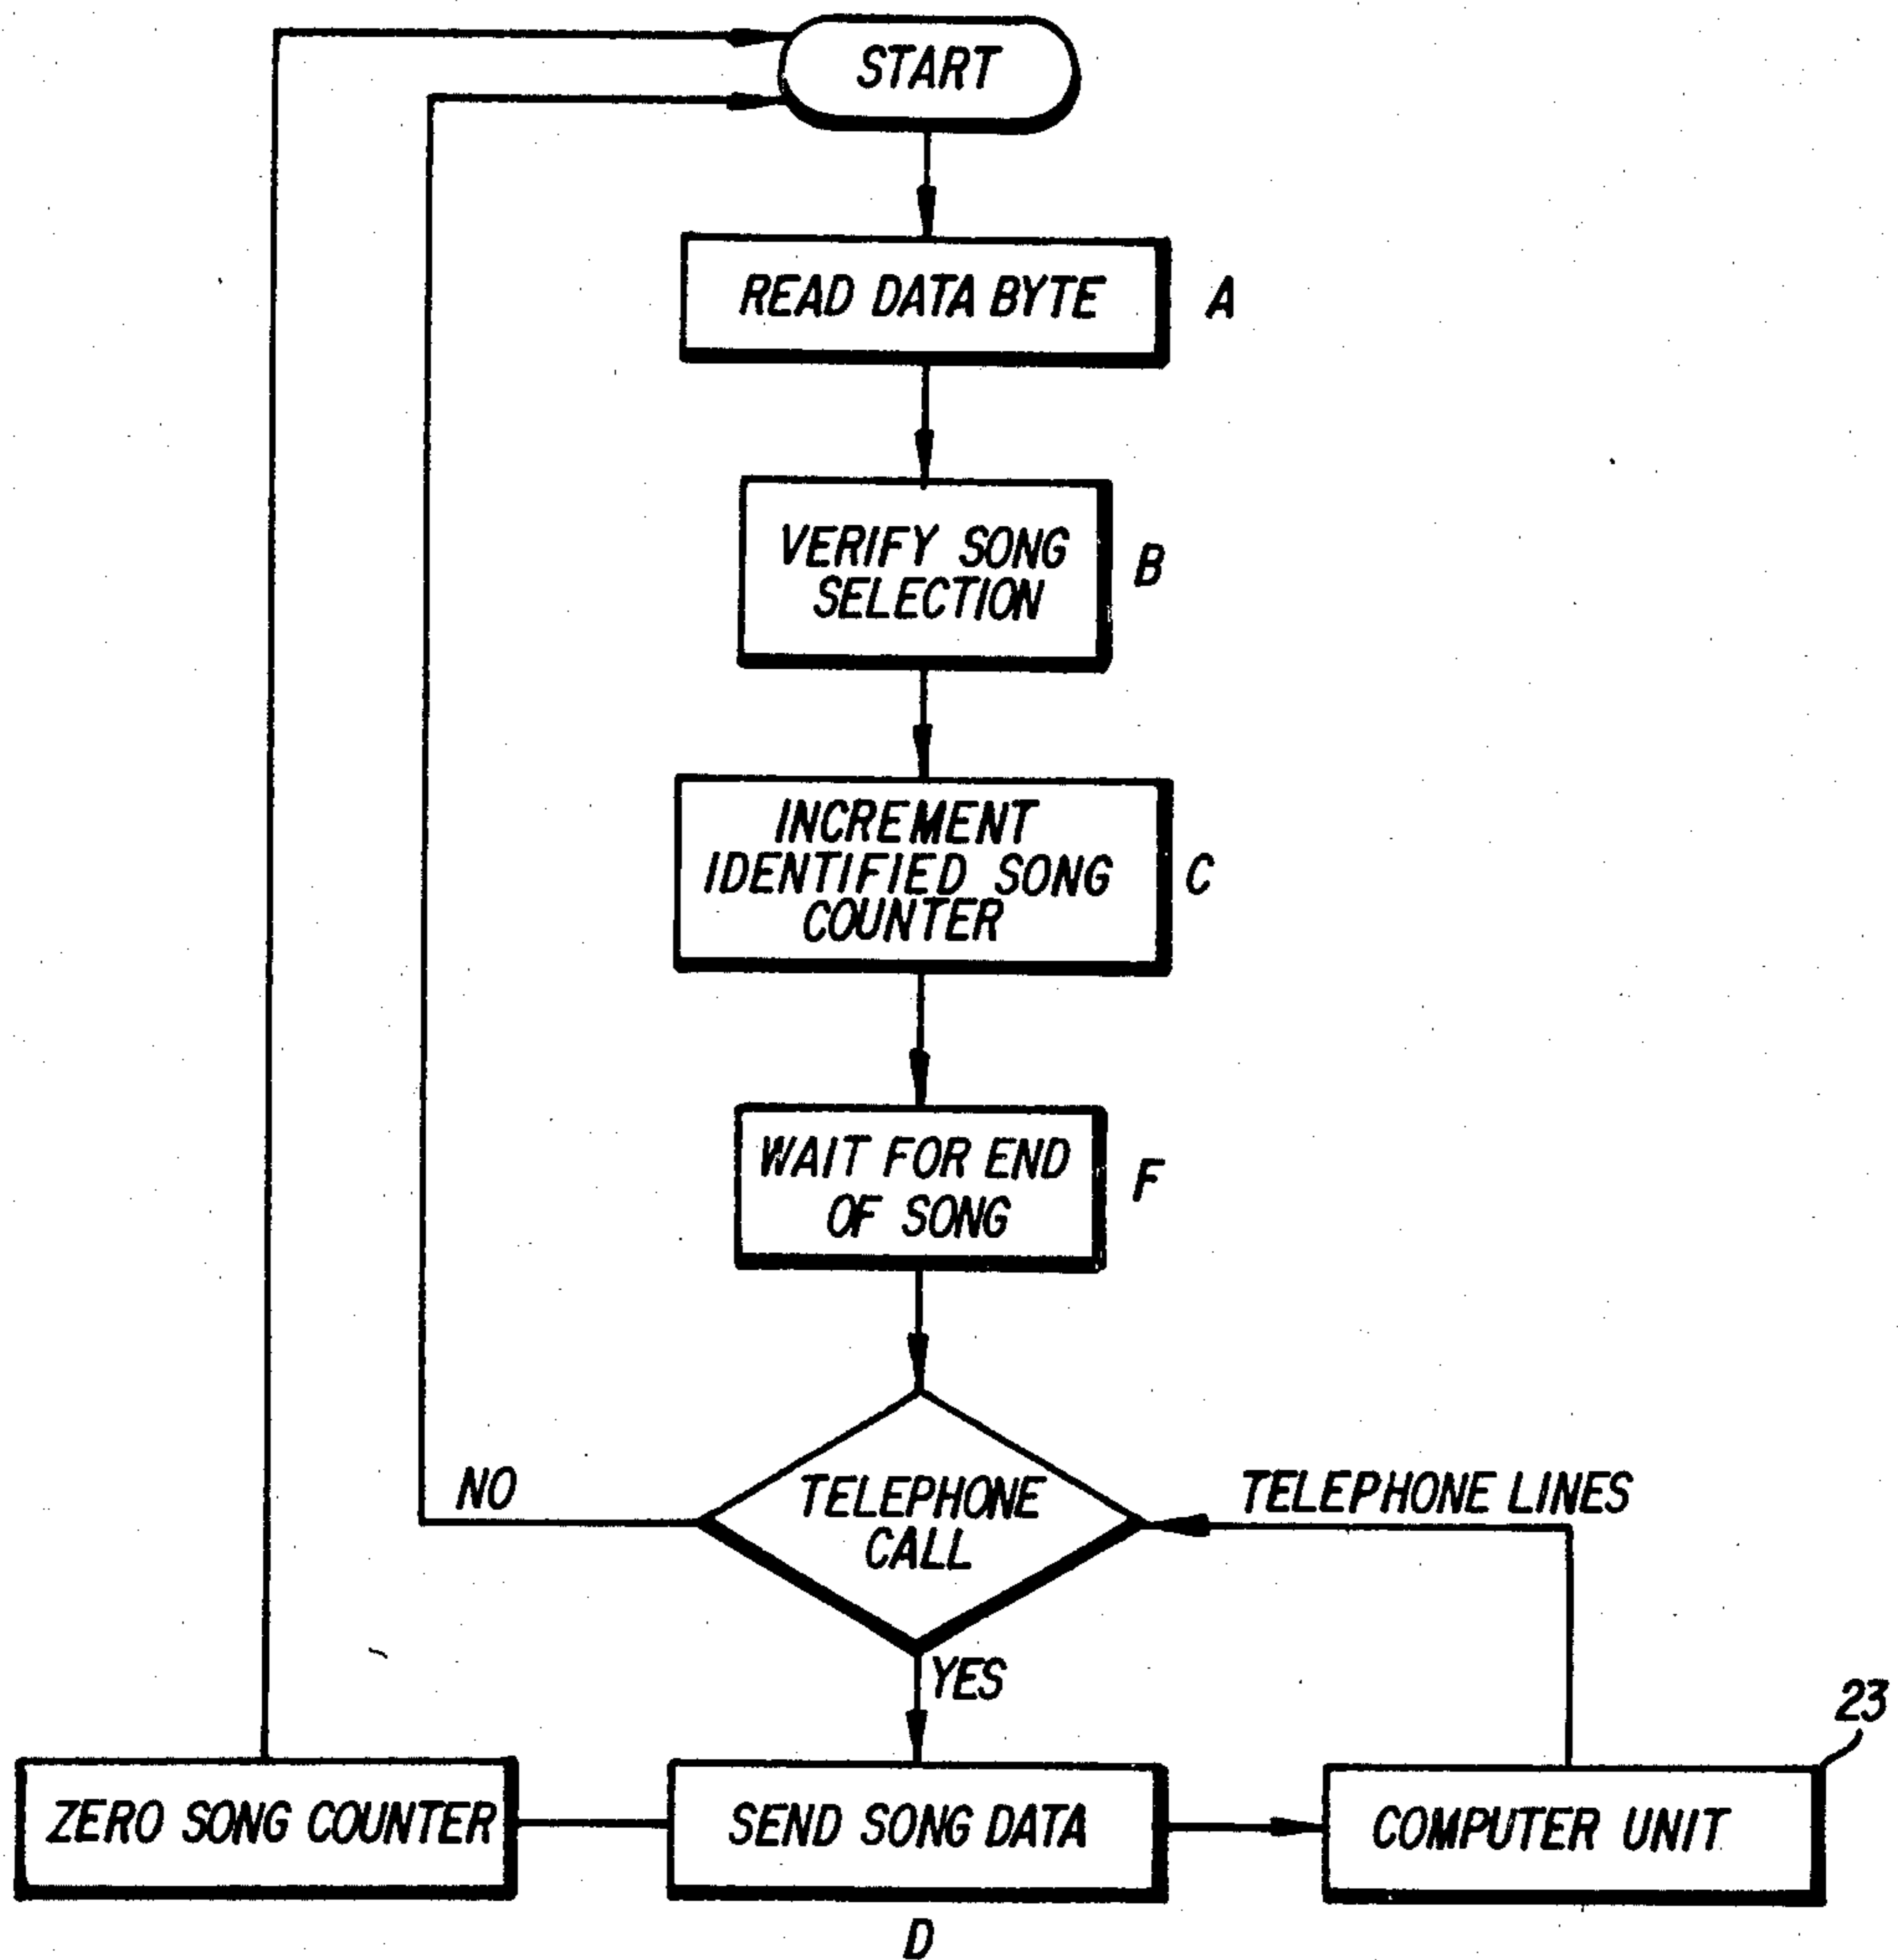 START
READ DATA BYTE
A
VERIFY SONG
SELECTION
B
INCREMENT
IDENTIFIED SONG
COUNTER
C
WAIT FOR END
OF SONG
F
TELEPHONE
CALL
NO
TELEPHONE LINES
YES
23
ZERO SONG COUNTER
SEND SONG DATA
COMPUTER UNIT
D